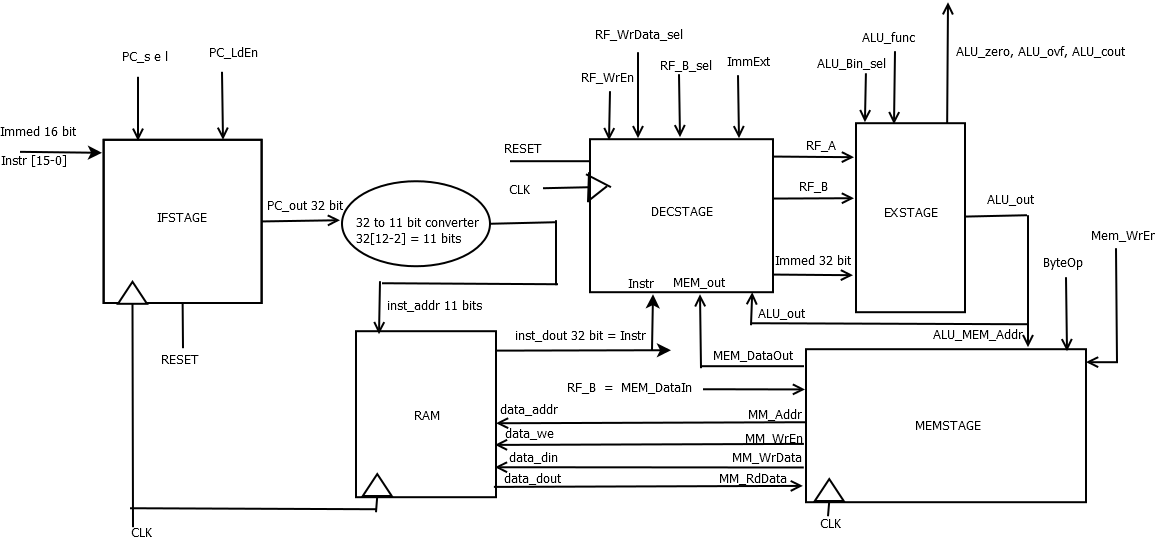 RF_WrData_sel
ALU_func
PC_s e l
PC_LdEn
RF_WrEn
RF_B_sel
ImmExt
ALU_Bin_sel
ALU_zero, ALU_ovf, ALU_cout
Immed 16 bit
Instr [15-0]
IFSTAGE
PC_out 32 bit
32 to 11 bit converter
32[12-2] = 11 bits
RESET
CLK
DECSTAGE
Instr
MEM_out
RF_A
RF_B
Immed 32 bit
EXSTAGE
ALU_out
Mem_WrEr
ByteOp
RESET
inst_addr 11 bits
inst_dout 32 bit = Instr
ALU_out
ALU_MEM_Addr
MEM_DataOut
RF_B = MEM_DataIn
RAM
MEMSTAGE
data_addr
MM_Addr
data_we
MM_WrEn
data_din
MM_WrData
data_dout
MM_RdData
CLK
CLK